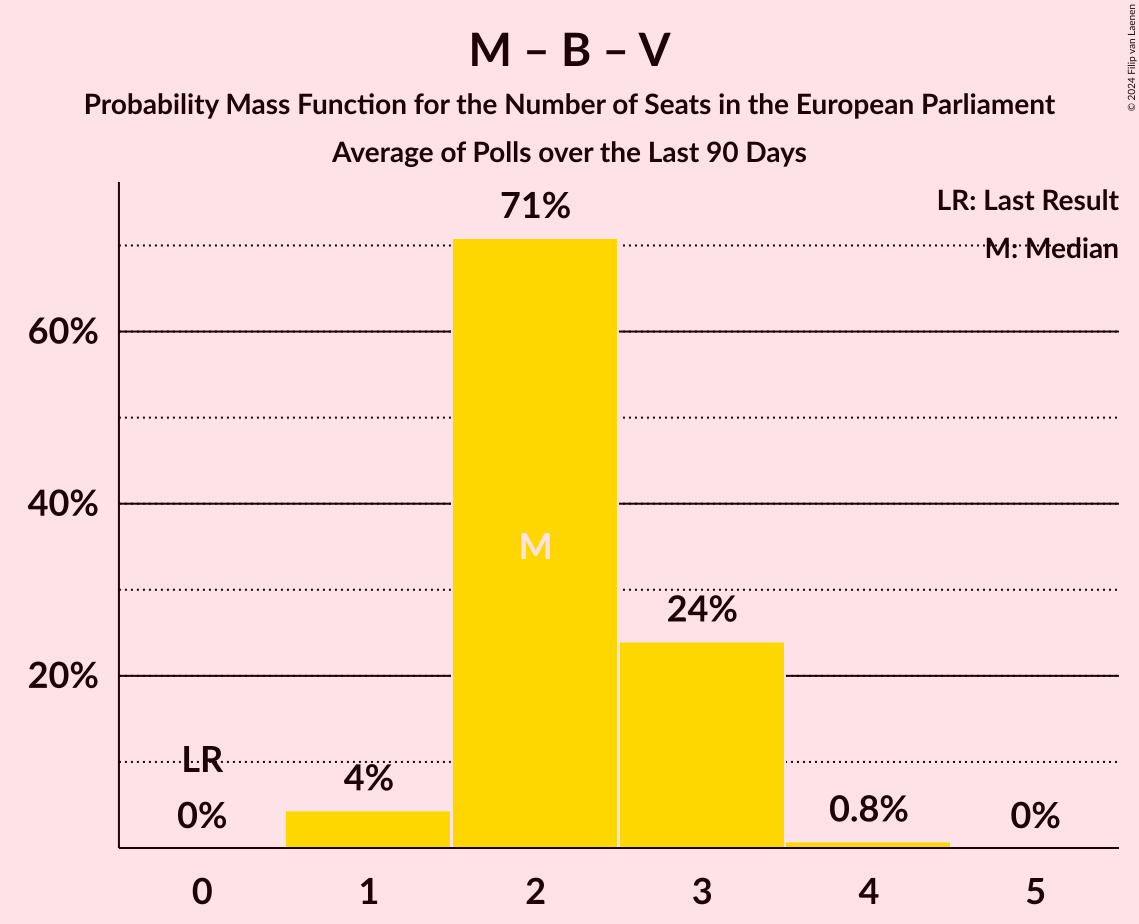 M – B – V
Probability Mass Function for the Number of Seats in the European Parliament
Average of Polls over the Last 90 Days
© 2024 Filip van Laenen
LR: Last Result
M: Median
71%
60%
40%
M
24%
20%
LR
4%
0%
0.8%
0%
0 1 2 3 4 5